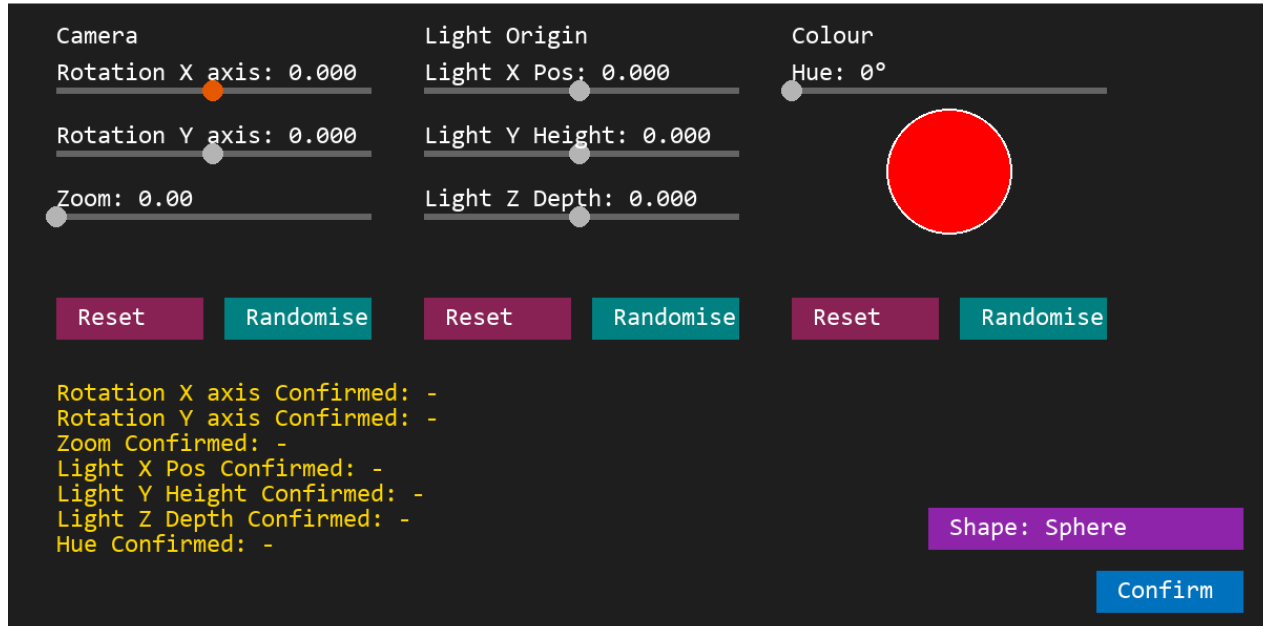 Camera
Rotation X axis: 0.000
Rotation Y axis: 0.000
Zoom: 0.00
Reset
Randomise
Light Origin
Light X Pos: 0.000
Light Y Height: 0.000
Light Z Depth: 0.000
Reset
Randomise
Colour
Hue: 0°
Reset
Randomise
Rotation X axis Confirmed: -
Rotation Y axis Confirmed: -
Zoom Confirmed: -
Light X Pos Confirmed: -
Light Y Height Confirmed: -
Light Z Depth Confirmed: -
Hue Confirmed: -
Shape: Sphere
Confirm